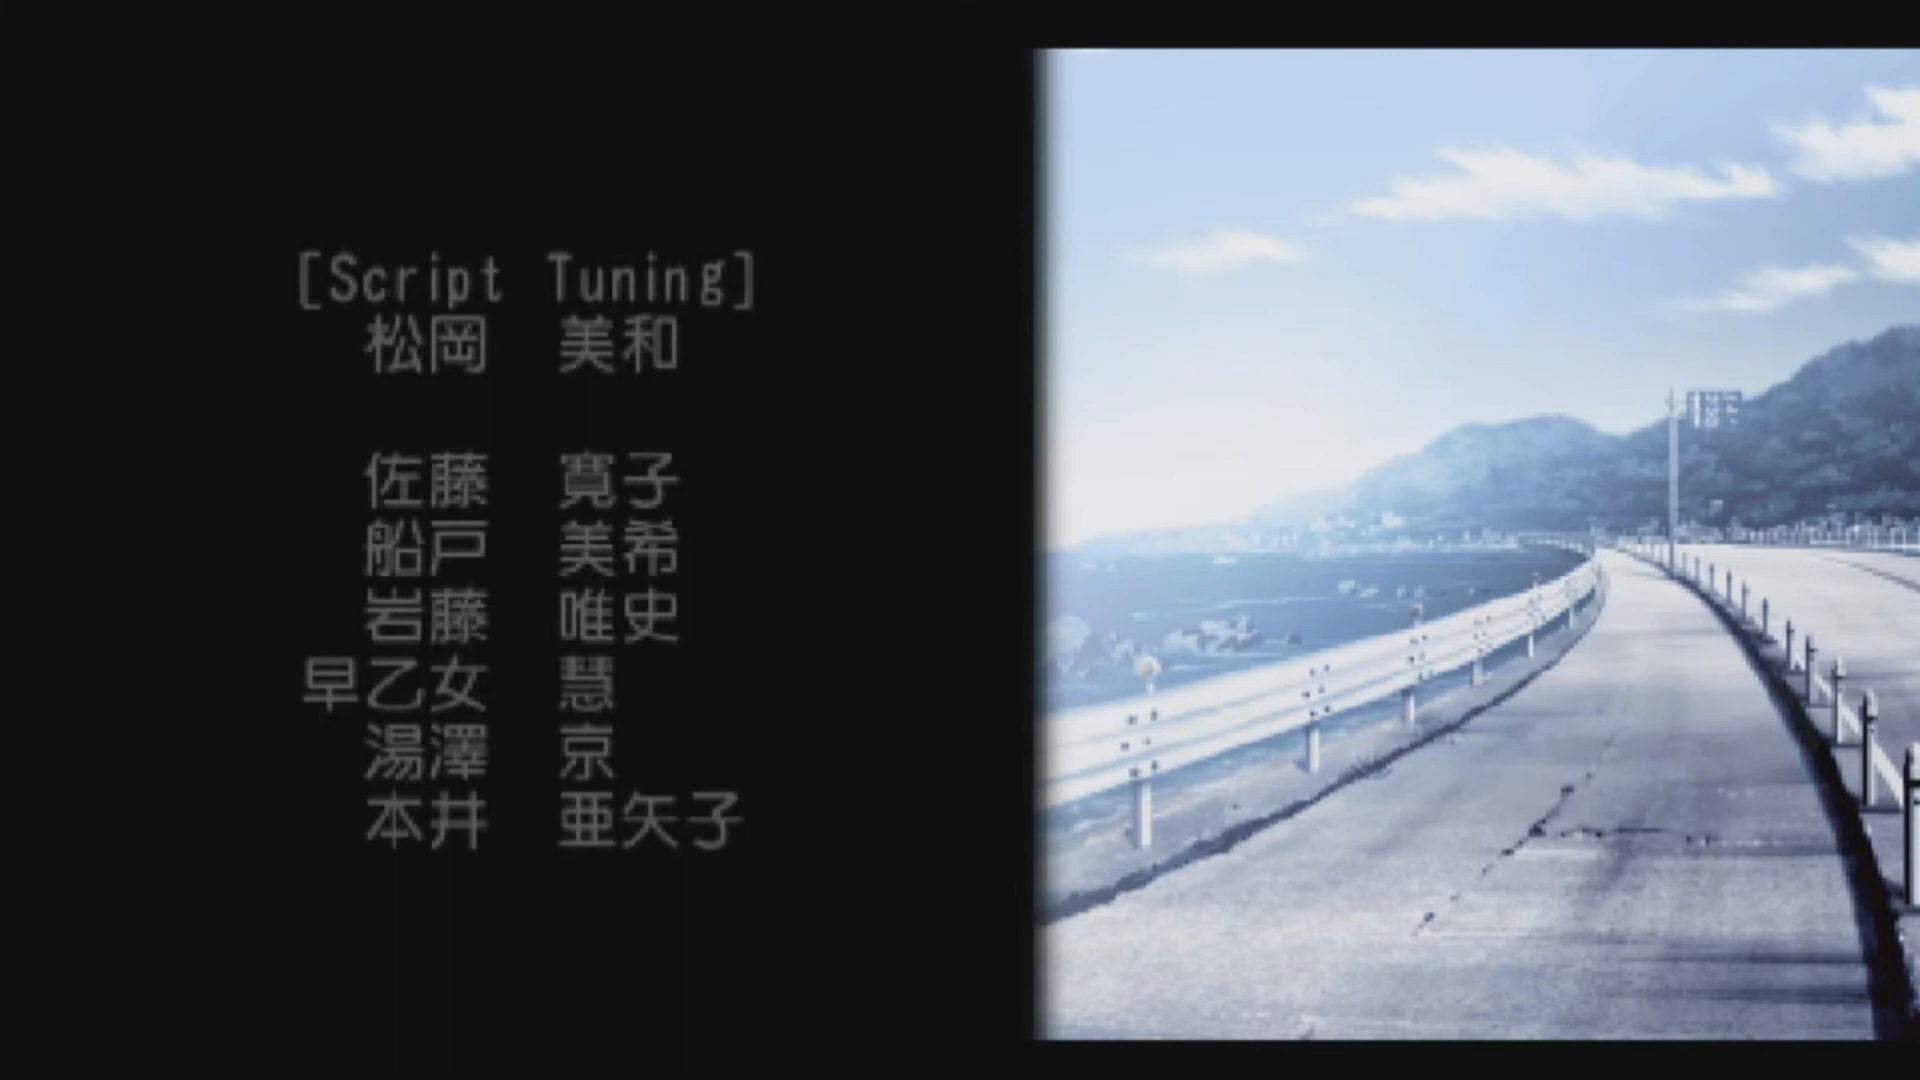 [Script Tuning]
松岡 美和
佐藤 寛子
船戸 美希
岩藤 唯史
早乙女 慧
湯澤 京
本井 亜矢子